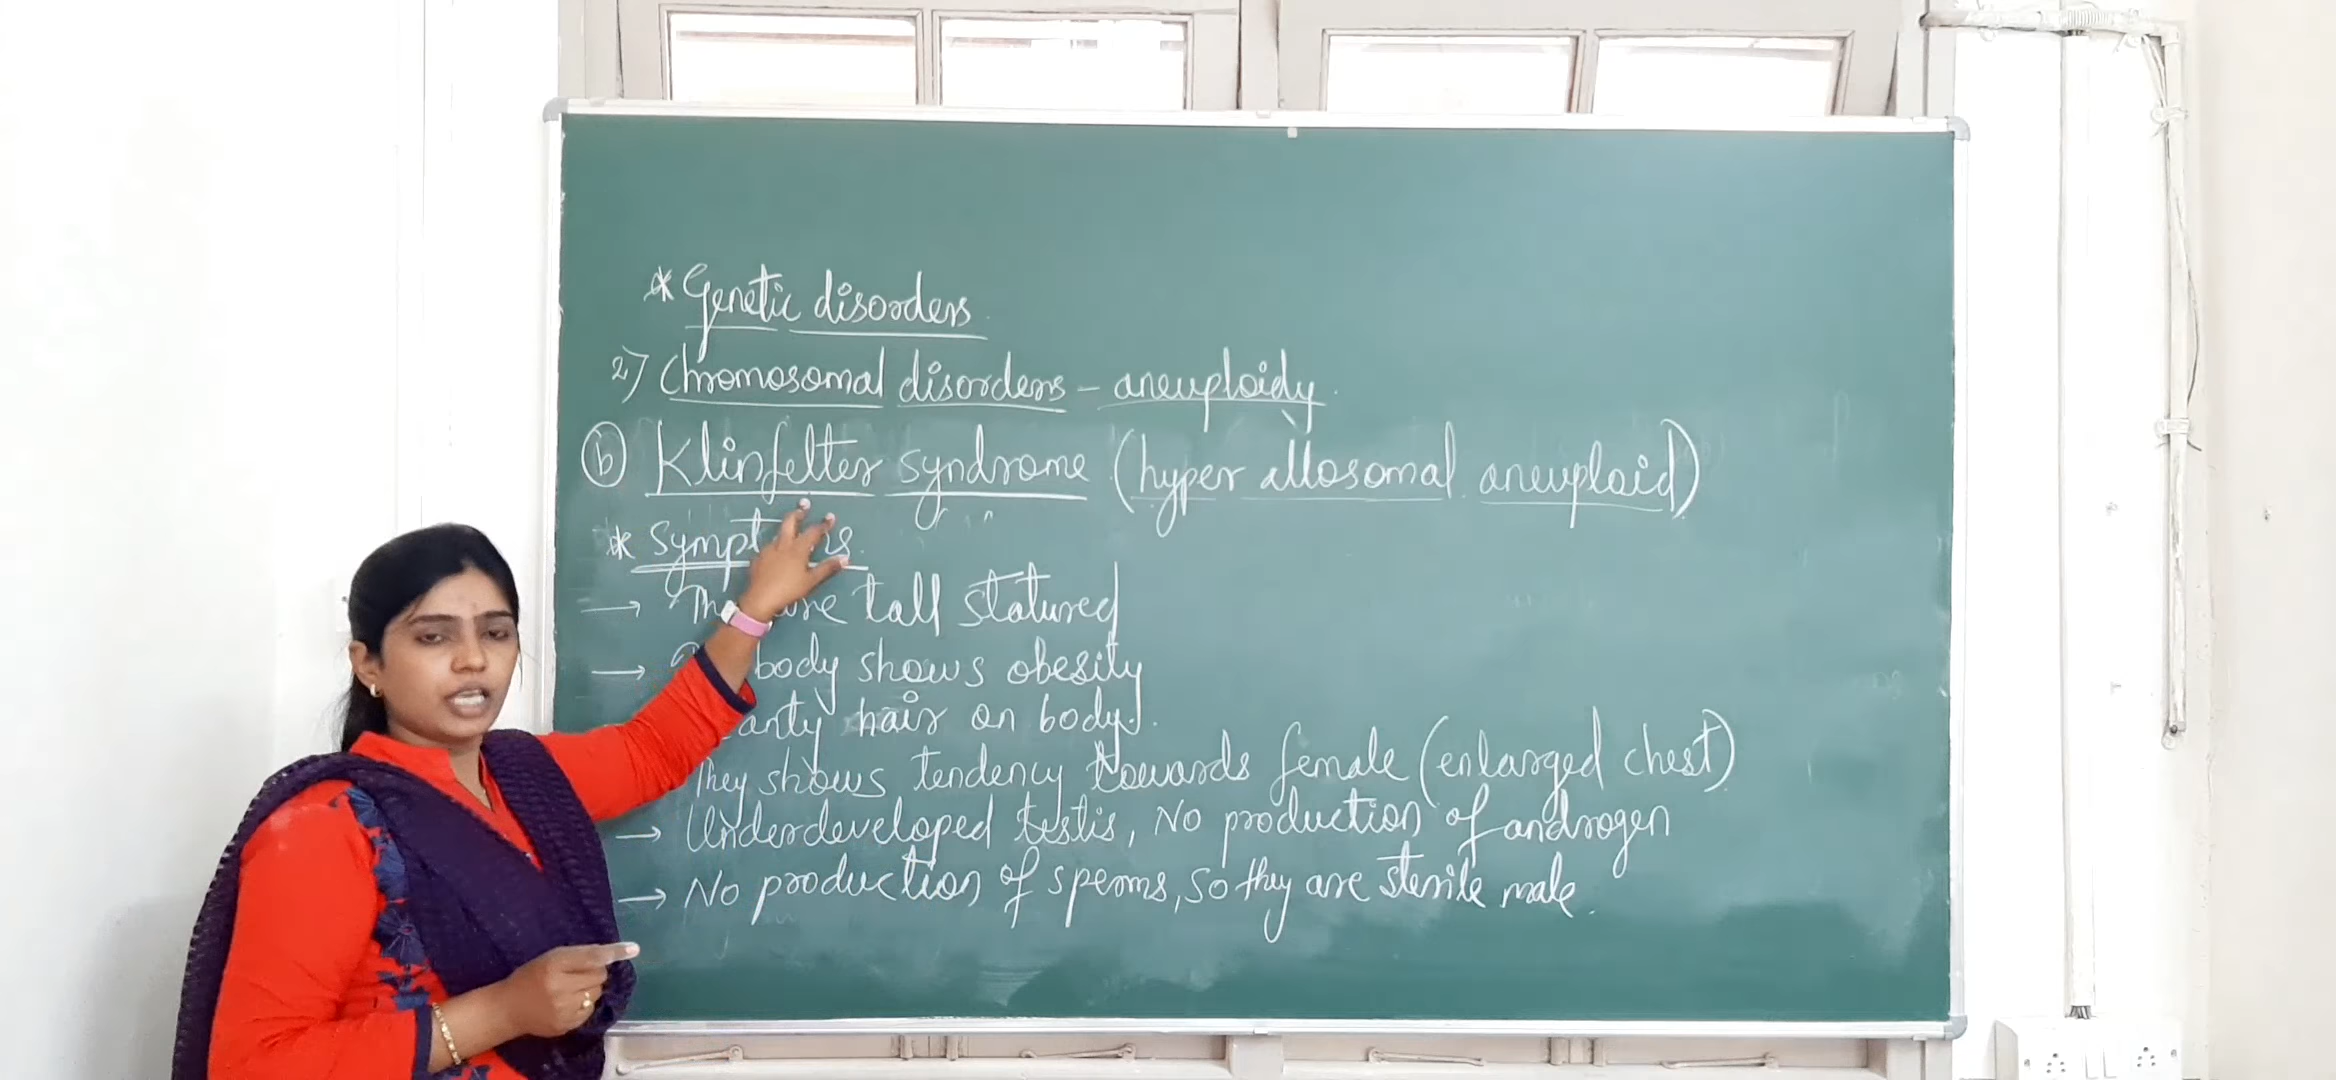 * Genetic disorders.
2) Chromosomal disorders - aneuploidy.
(b) Klinfelter syndrome (hyper allosomal aneuploid)
* Symp
→ are tall statured
→ body shows obesity
hair on body.
They shows tendency towards female (enlarged chest)
→ Underdeveloped testis, No production of androgen
→ No production of sperms, so they are sterile male.